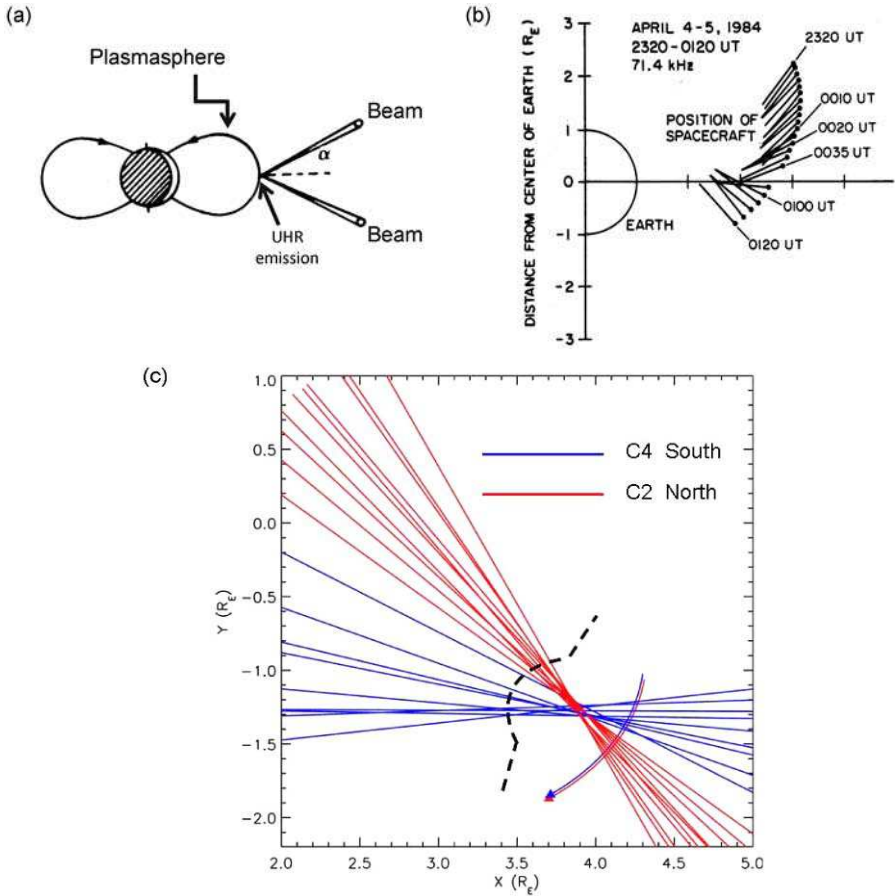 (a)
Plasmasphere
Beam
α
UHR
emission
Beam
(b)
DISTANCE FROM CENTER OF EARTH (RE)
3
2
1
0
-1
-2
-3
APRIL 4-5, 1984
2320-0120 UT
71.4 kHz
2320 UT
0010 UT
POSITION OF
SPACECRAFT
0020 UT
0035 UT
0100 UT
EARTH
0120 UT
(c)
Y (RE)
1.0
0.5
0.0
-0.5
-1.0
-1.5
-2.0
C4 South
C2 North
2.0 2.5 3.0 3.5 4.0 4.5 5.0
X (RE)